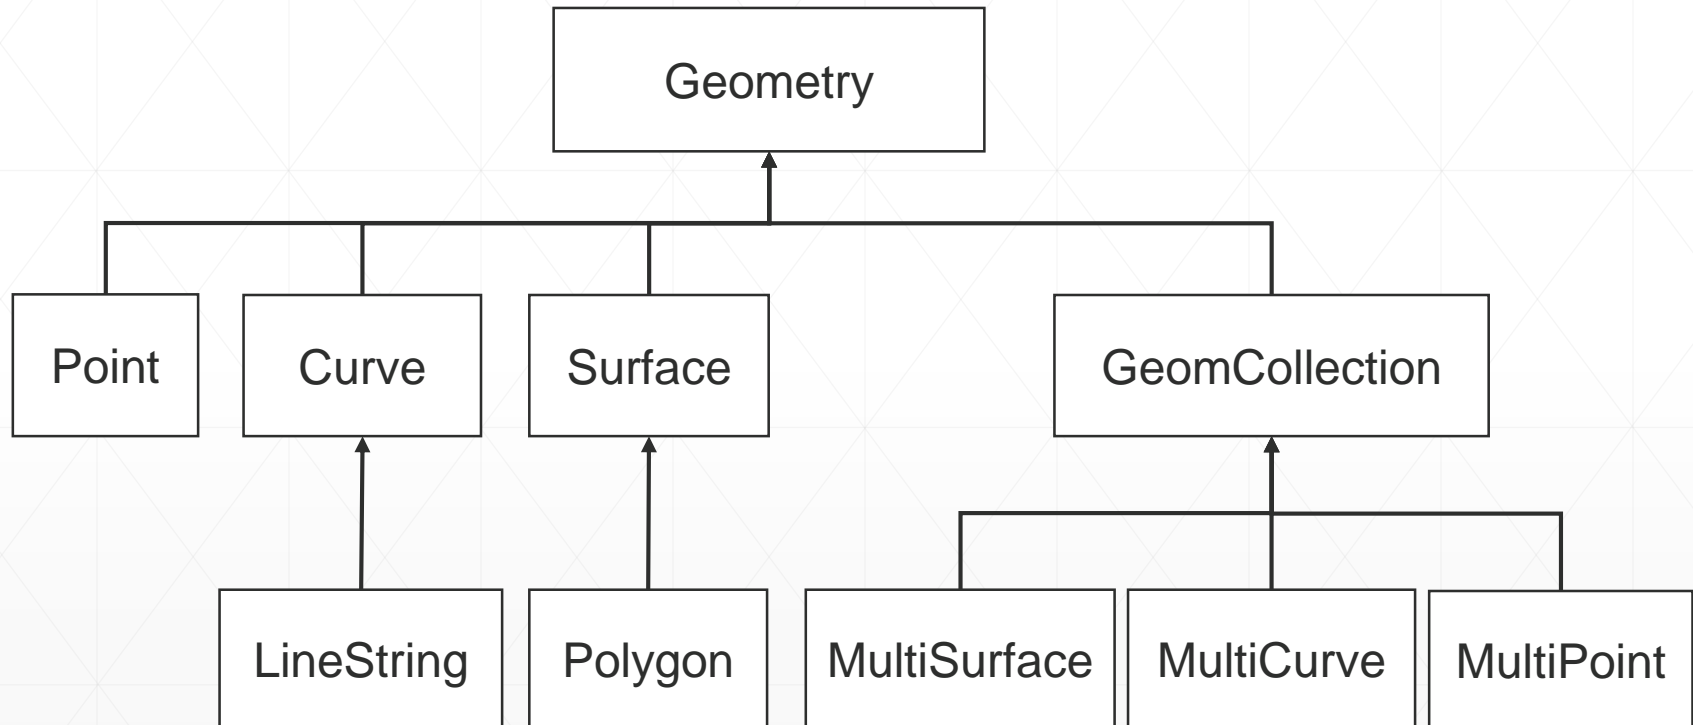 Geometry
Point
Curve
Surface
GeomCollection
LineString
Polygon
MultiSurface
MultiCurve
MultiPoint